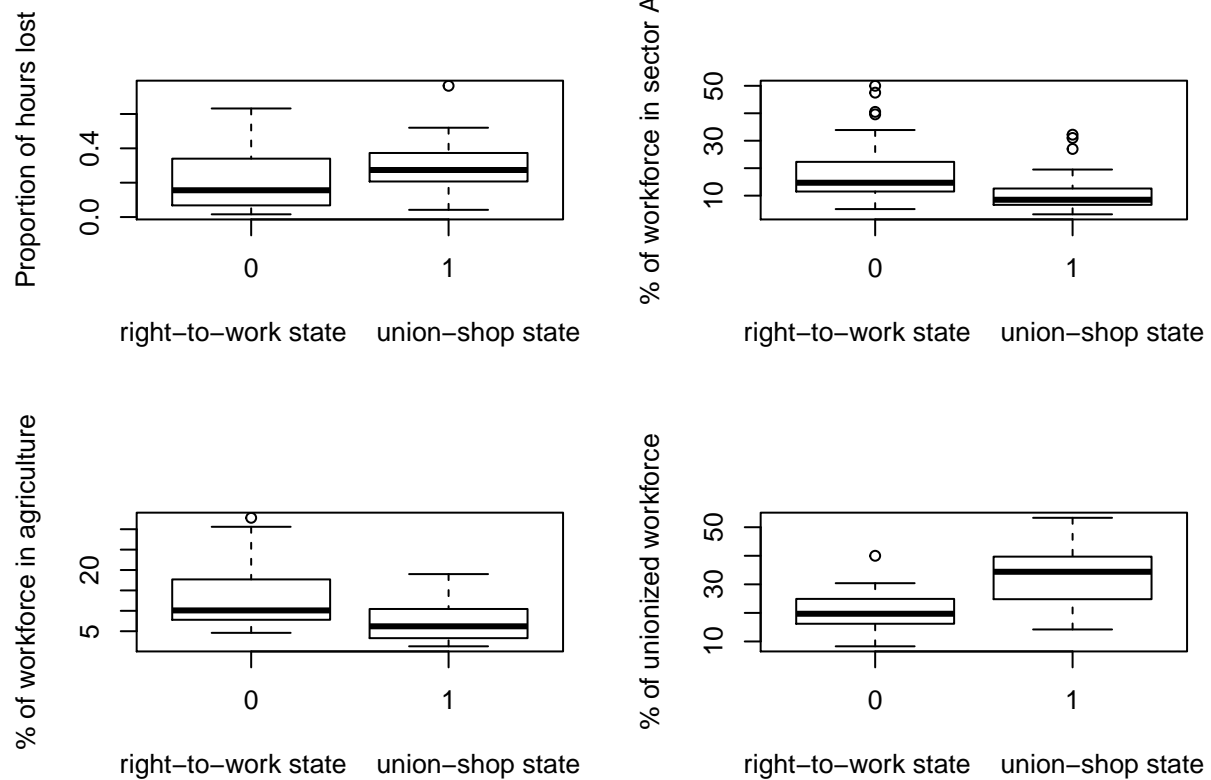 Proportion of hours lost
0.0
0.4
0
1
right−to−work state
union−shop state
% of workforce in sector A
10
30
50
0
1
right−to−work state
union−shop state
% of workforce in agriculture
5
20
0
1
right−to−work state
union−shop state
% of unionized workforce
10
30
50
0
1
right−to−work state
union−shop state